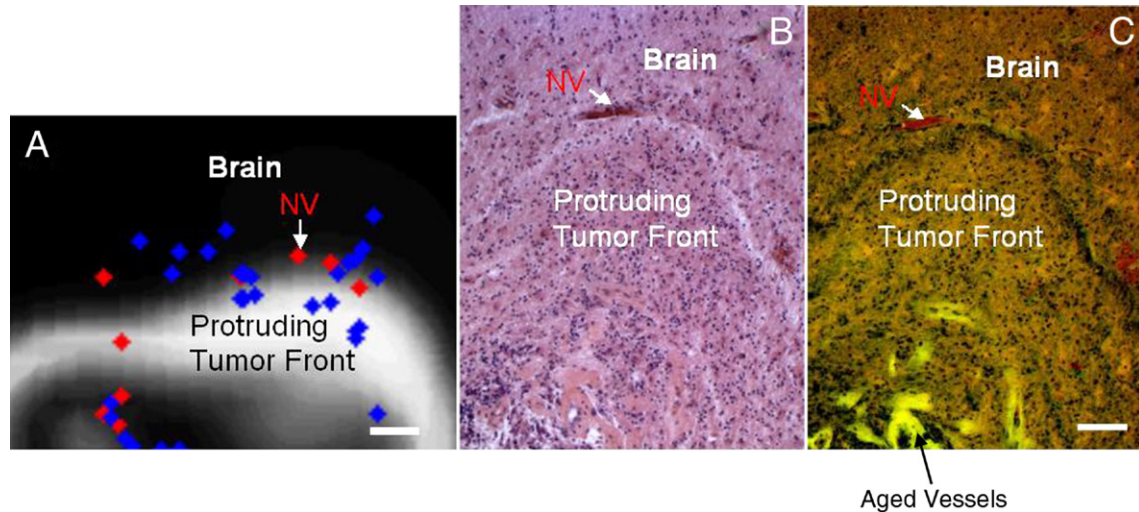 A
Brain
NV
Protruding
Tumor Front
B
Brain
NV
Protruding
Tumor Front
C
Brain
NV
Protruding
Tumor Front
Aged Vessels